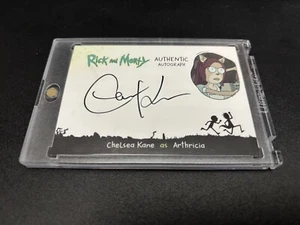 Rick and Morty
AUTHENTIC
AUTOGRAPH
Chelsea Kane as Arthricia